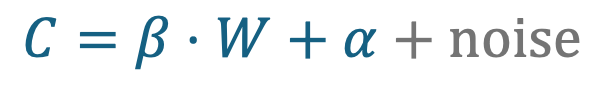 C = β · W + α + noise